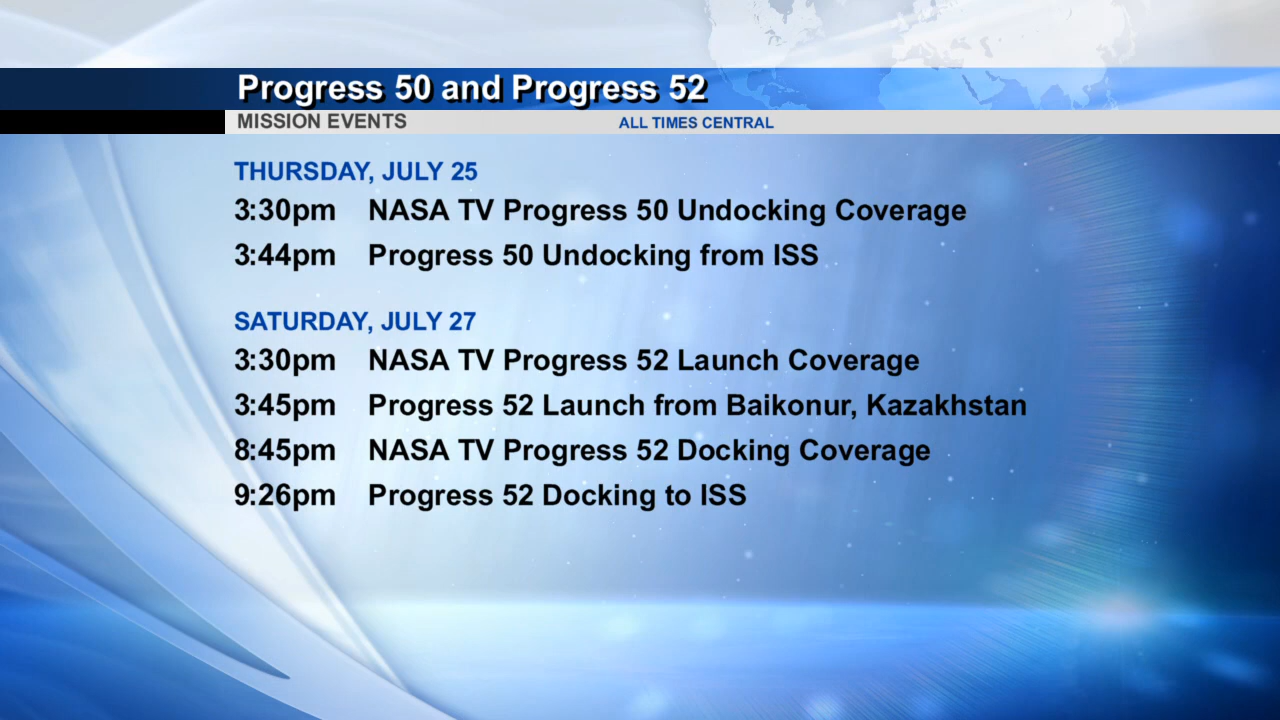 Progress 50 and Progress 52
MISSION EVENTS ALL TIMES CENTRAL
THURSDAY, JULY 25
3:30pm NASA TV Progress 50 Undocking Coverage
3:44pm Progress 50 Undocking from ISS
SATURDAY, JULY 27
3:30pm NASA TV Progress 52 Launch Coverage
3:45pm Progress 52 Launch from Baikonur, Kazakhstan
8:45pm NASA TV Progress 52 Docking Coverage
9:26pm Progress 52 Docking to ISS